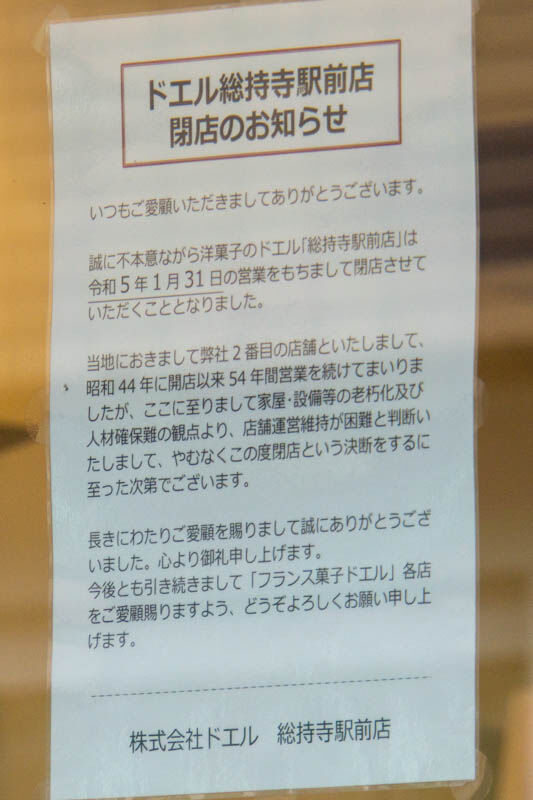 ドエル総持寺駅前店
閉店のお知らせ
いつもご愛顧いただきましてありがとうございます。
誠に不本意ながら洋菓子のドエル「総持寺駅前店」は
令和5年1月31日の営業をもちまして閉店させて
いただくこととなりました。
当地におきまして弊社2番目の店舗といたしまして、
昭和44年に開店以来54年間営業を続けてまいりま
したが、ここに至りまして家屋・設備等の老朽化及び
人材確保難の観点より、店舗運営維持が困難と判断い
たしまして、やむなくこの度閉店という決断をするに
至った次第でございます。
長きにわたりご愛顧を賜りまして誠にありがとうござ
いました。心より御礼申し上げます。
今後とも引き続きまして「フランス菓子ドエル」各店
をご愛顧賜りますよう、どうぞよろしくお願い申し上
げます。
株式会社ドエル　総持寺駅前店